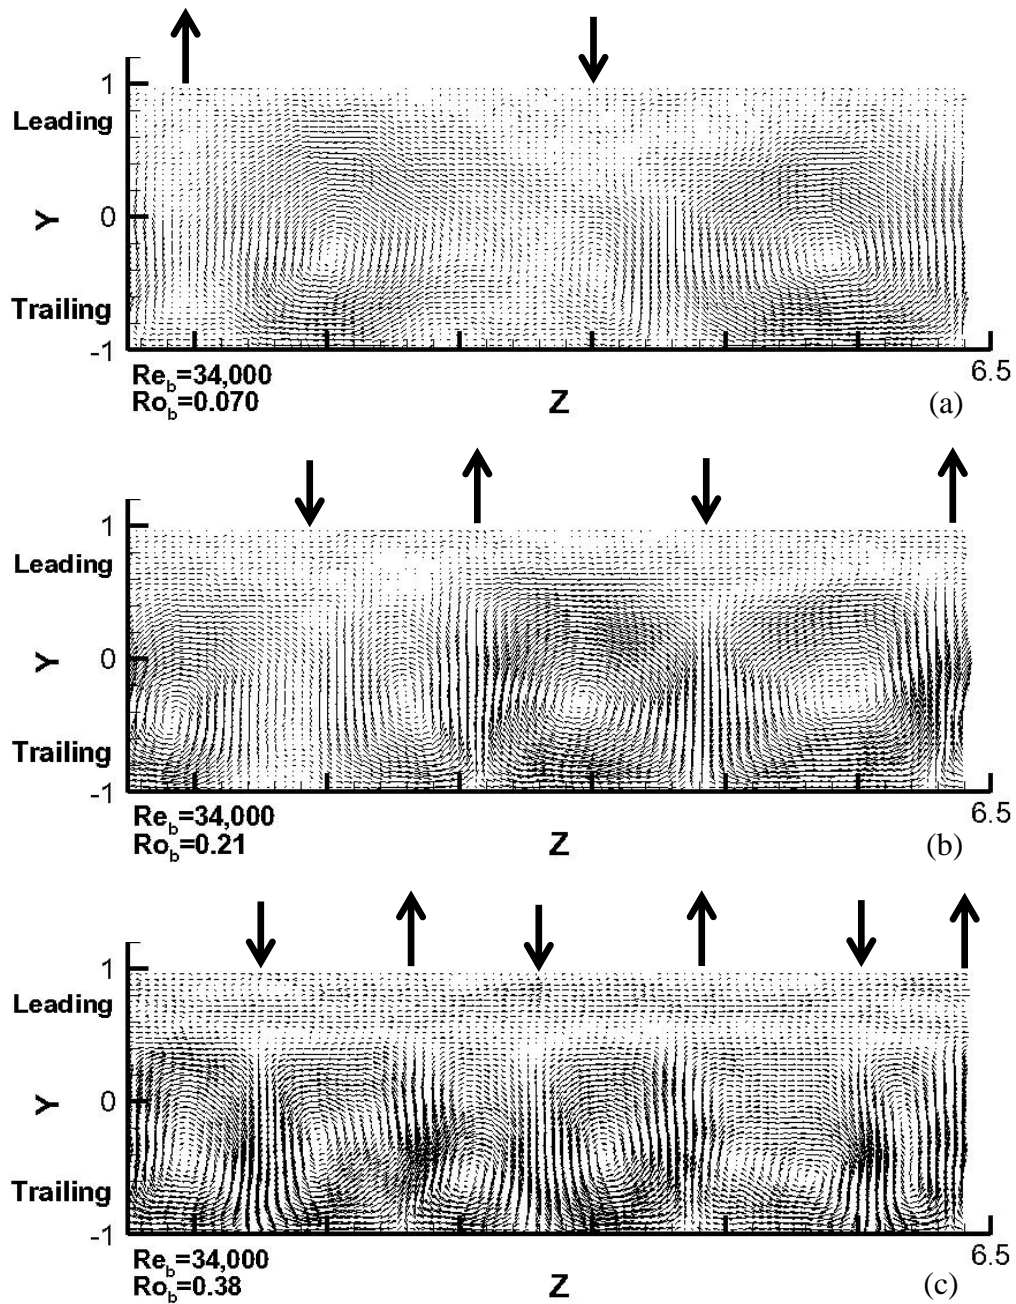 1
Leading
Y
0
Trailing
-1
6.5
Re_b=34,000
Ro_b=0.070
Z
(a)
1
Leading
Y
0
Trailing
-1
6.5
Re_b=34,000
Ro_b=0.21
Z
(b)
1
Leading
Y
0
Trailing
-1
6.5
Re_b=34,000
Ro_b=0.38
Z
(c)